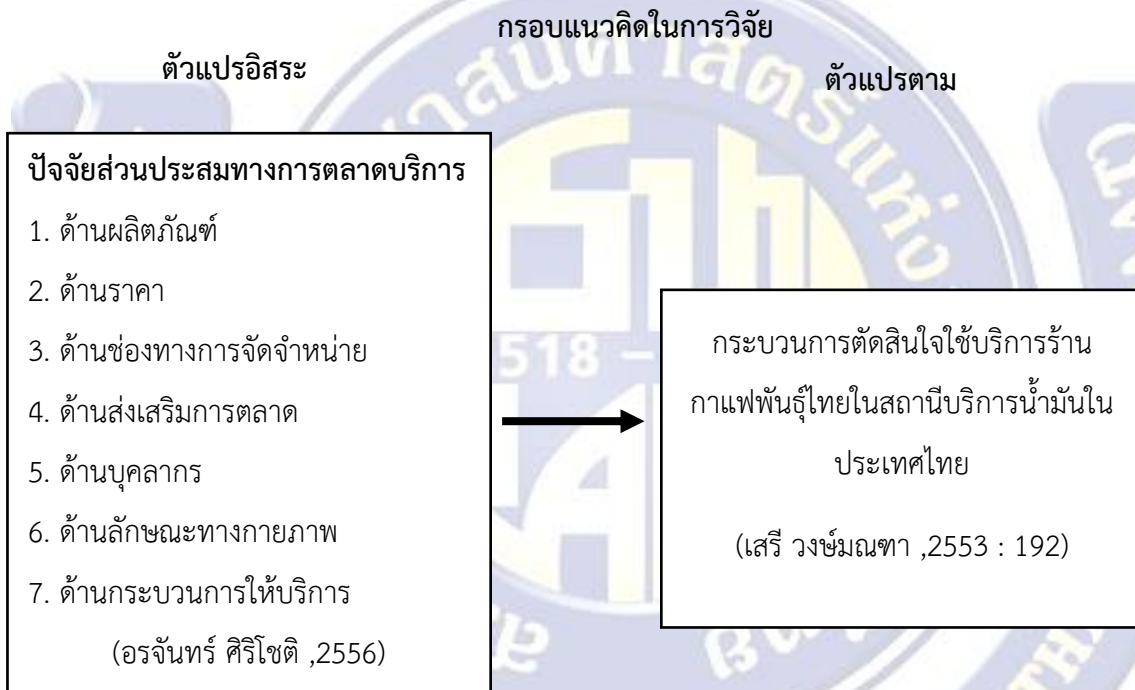 กรอบแนวคิดในการวิจัย
ตัวแปรอิสระ
ตัวแปรตาม
ปัจจัยส่วนประสมทางการตลาดบริการ
1. ด้านผลิตภัณฑ์
2. ด้านราคา
3. ด้านช่องทางการจัดจำหน่าย
4. ด้านส่งเสริมการตลาด
5. ด้านบุคลากร
6. ด้านลักษณะทางกายภาพ
7. ด้านกระบวนการให้บริการ
(อรจันทร์ ศิริโชติ ,2556)
กระบวนการตัดสินใจใช้บริการร้าน
กาแฟพันธุ์ไทยในสถานีบริการน้ำมันใน
ประเทศไทย
(เสรี วงษ์มณฑา ,2553 : 192)
518 –